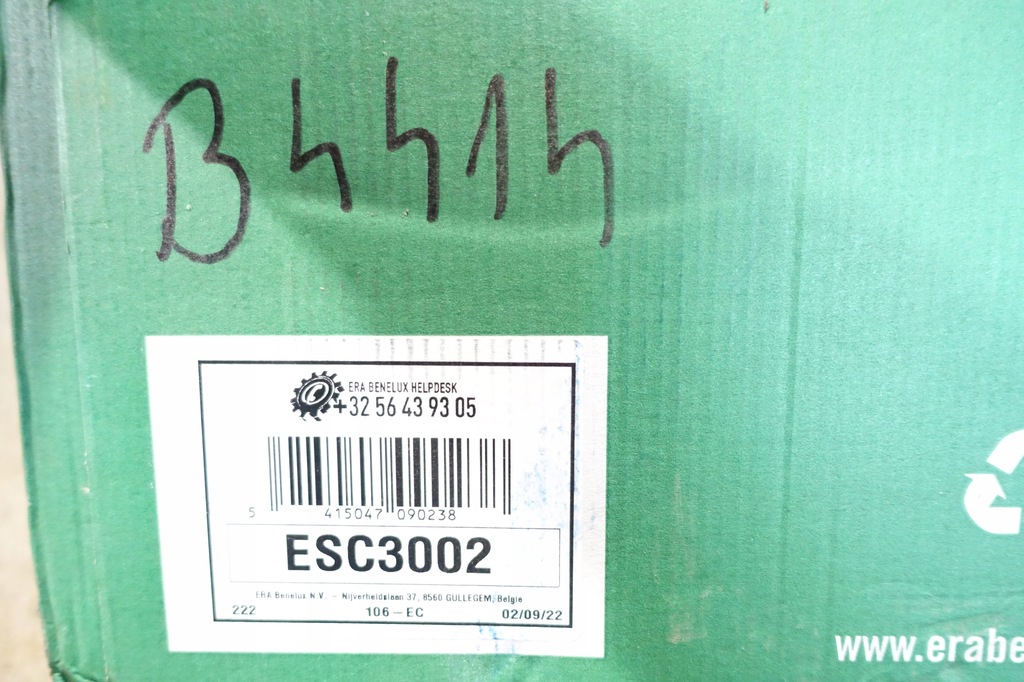 B4414
ERA BENELUX HELPDESK
+32 56 43 93 05
5 415047 090238
ESC3002
ERA Benelux N.V. - Nijverheidslaan 37, 8560 GULLEGEM, Belgie
222 106 - EC 02/09/22
www.erabe